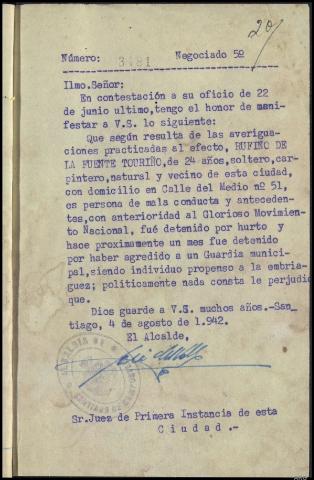 20
Número: 3491 Negociado 5º
Ilmo.Señor:
En contestación a su oficio de 22
de junio ultimo,tengo el honor de mani-
festar a V.S. lo siguiente:
Que según resulta de las averigua-
ciones practicadas al efecto, RUFINO DE
LA FUENTE TOURIÑO, de 24 años,soltero,car-
pintero,natural y vecino de esta ciudad,
con domicilio en Calle del Medio nº 51,
es persona de mala conducta y anteceden-
tes,con anterioridad al Glorioso Movimien-
to Nacional, fué detenido por hurto y
hace proximamente un mes fue detenido
por haber agredido a un Guardia munici-
pal,siendo individuo propenso a la embria-
guez; politicamente nada consta le perjudi-
que.
Dios guarde a V.S. muchos años.-San_
tiago, 4 de agosto de 1.942.
El Alcalde,
Sr.Juez de Primera Instancia de esta
Ciudad.-